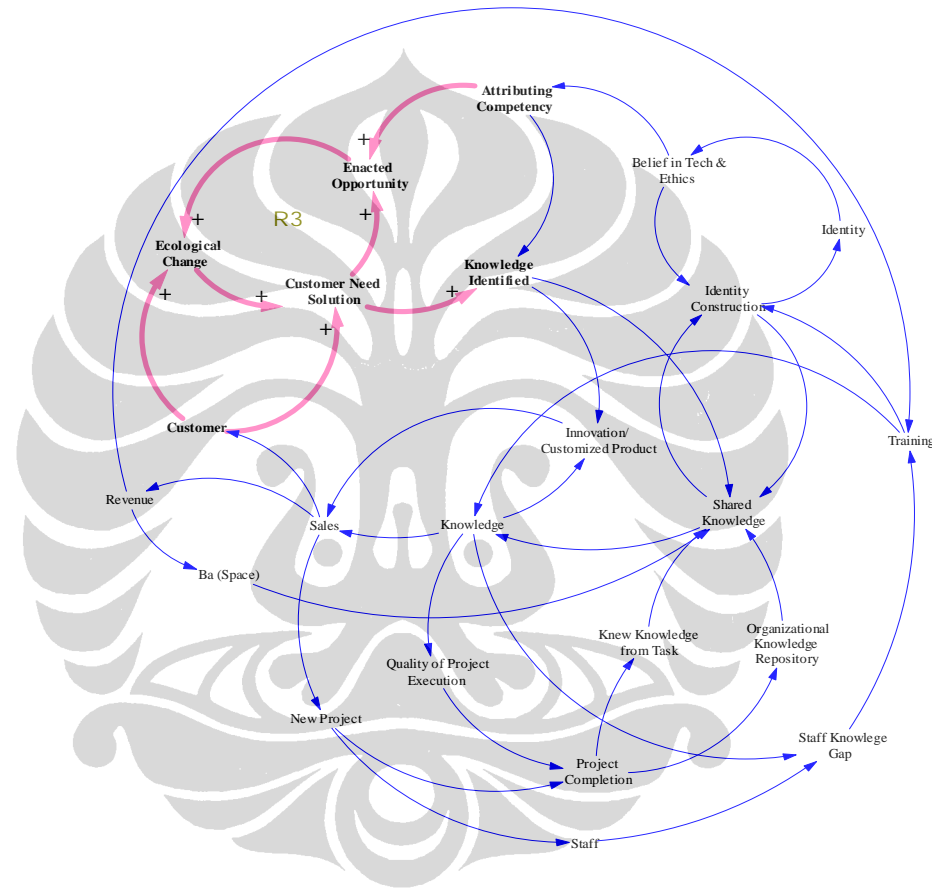 Attributing
Competency
+
Enacted
Opportunity
Belief in Tech &
Ethics
+
+
R3
Identity
Ecological
Change
Knowledge
Identified
Customer Need
Solution
+
+
+
Identity
Construction
+
Customer
Innovation/
Customized Product
Training
Revenue
Sales
Knowledge
Shared
Knowledge
Ba (Space)
Knew Knowledge
from Task
Organizational
Knowledge
Repository
Quality of Project
Execution
New Project
Staff Knowlege
Gap
Project
Completion
Staff